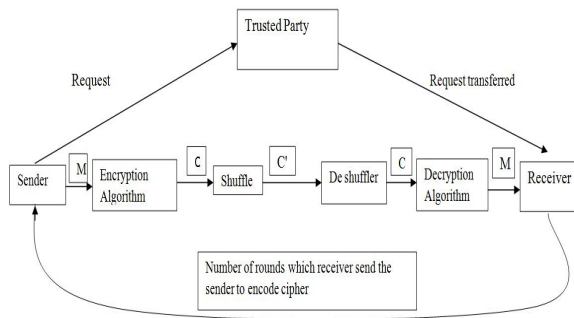 Trusted Party
Request
Request transferred
M
C
C'
C
M
Sender
Encryption
Algorithm
Shuffle
De shuffler
Decryption
Algorithm
Receiver
Number of rounds which receiver send the
sender to encode cipher